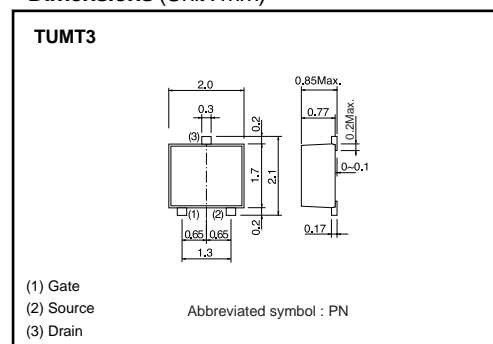 TUMT3
2.0
0.3
(3)
(1) (2)
0.65 0.65
1.3
0.2
1.7
2.1
0.2
0.85Max.
0.77
0.2Max.
0~0.1
0.17
(1) Gate
(2) Source
(3) Drain
Abbreviated symbol : PN